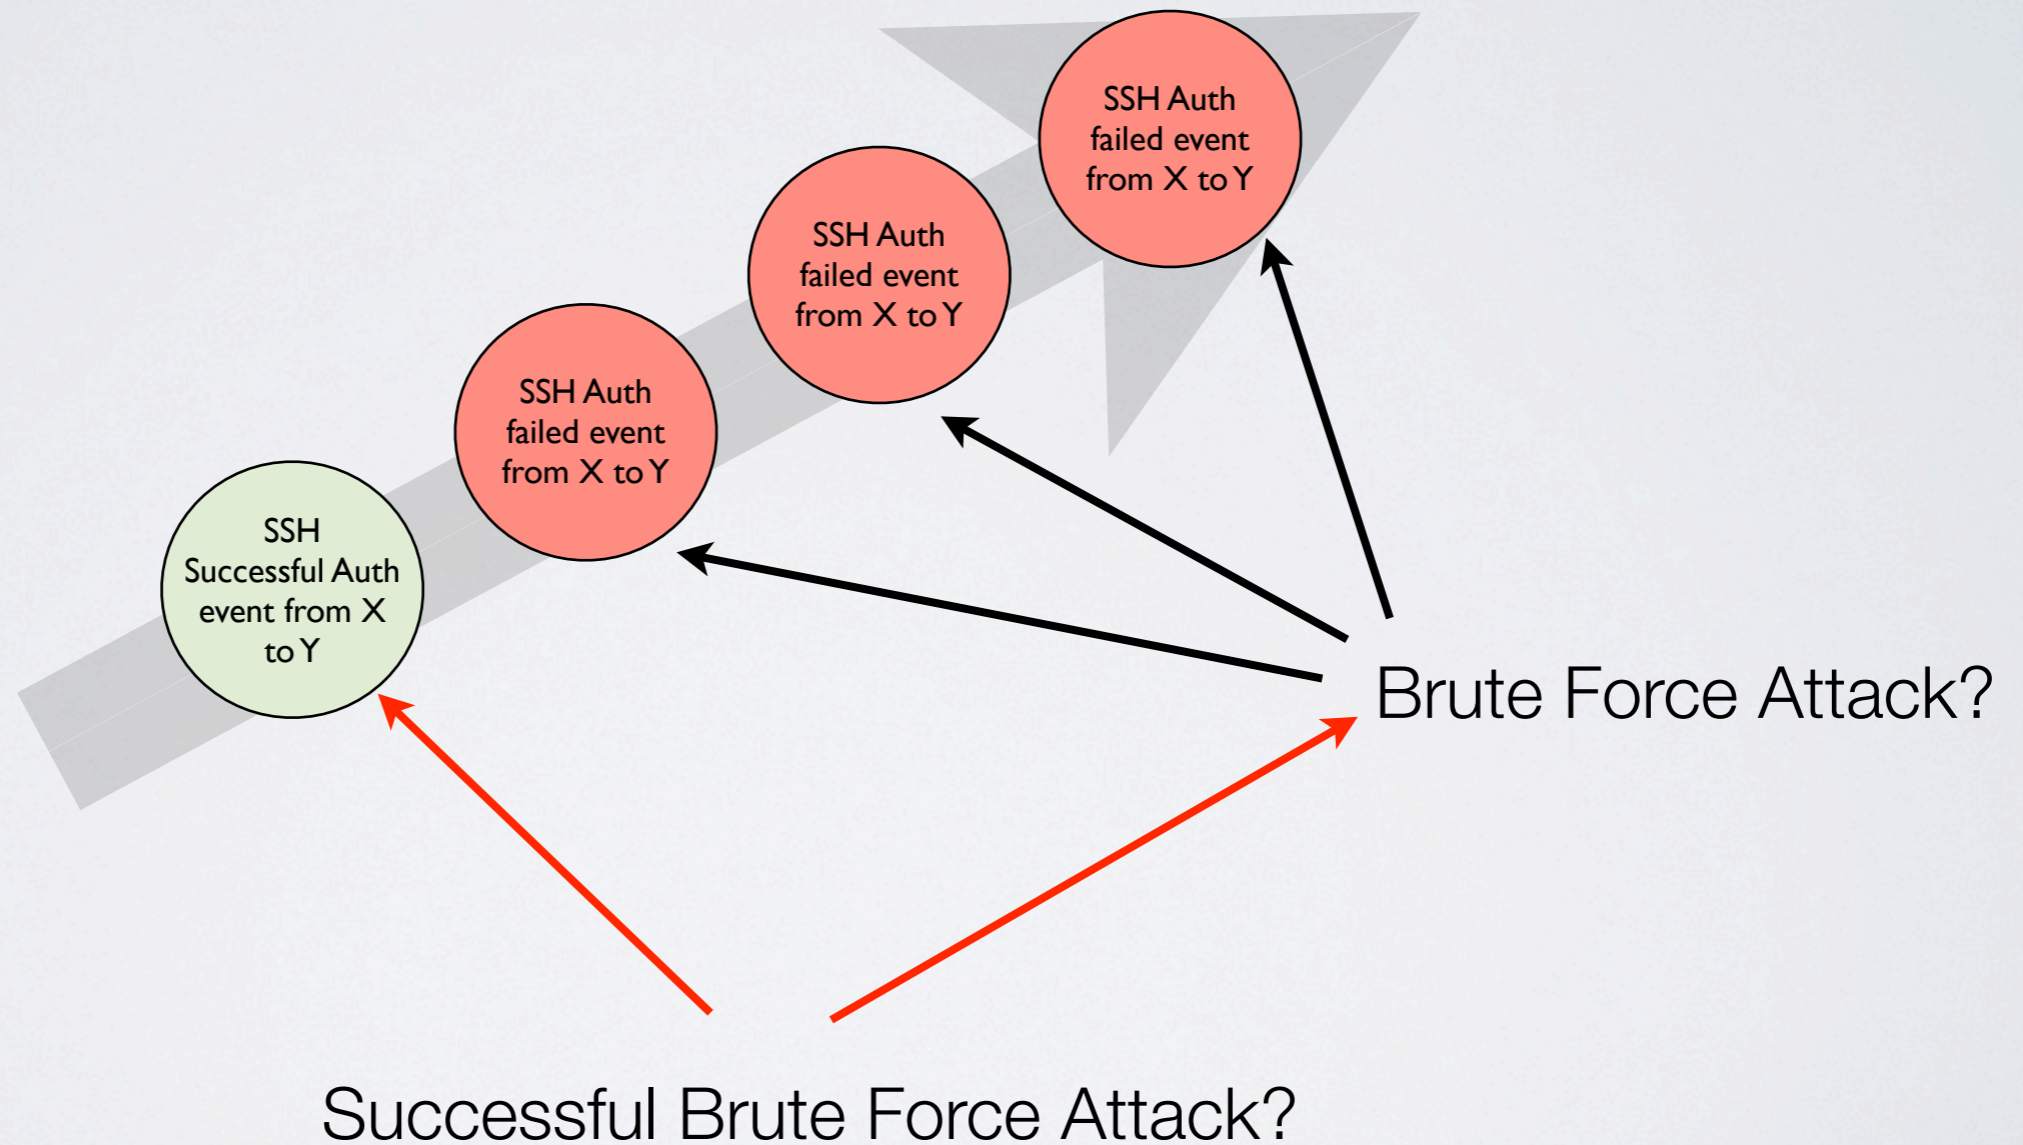 SSH Auth
failed event
from X to Y
SSH Auth
failed event
from X to Y
SSH Auth
failed event
from X to Y
SSH
Successful Auth
event from X
to Y
Brute Force Attack?
Successful Brute Force Attack?